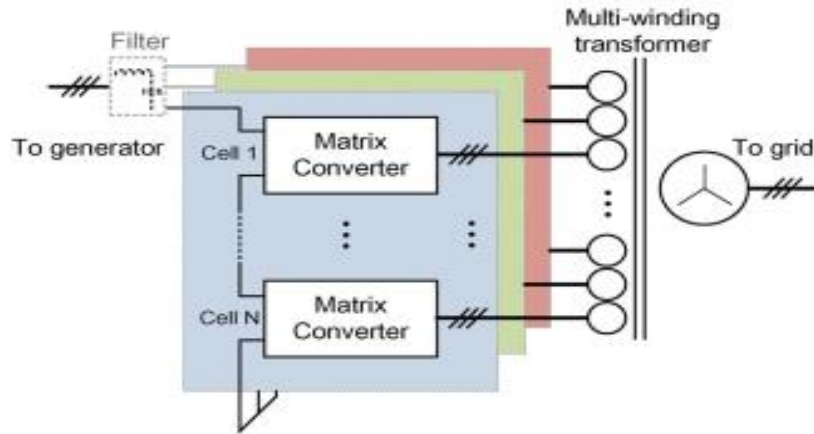 Filter
Multi-winding
transformer
To generator
Cell 1
Matrix
Converter
To grid
Cell N
Matrix
Converter